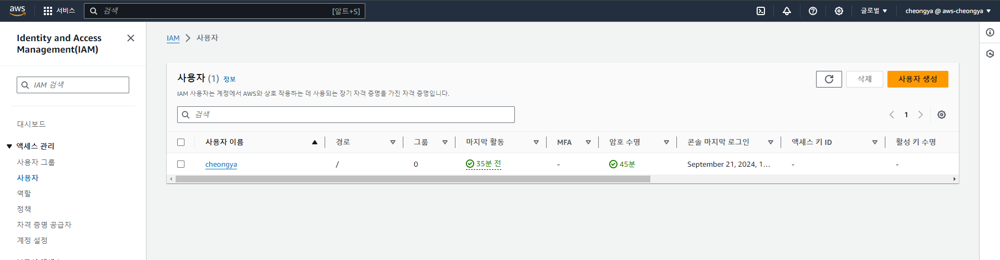 aws 서비스 검색 [알트+S] 글로벌 ▼ cheongya @ aws-cheongya ▼
Identity and Access
Management(IAM)
IAM 검색
대시보드
액세스 관리
사용자 그룹
사용자
역할
정책
자격 증명 공급자
계정 설정
IAM > 사용자
사용자 (1) 정보
삭제
사용자 생성
IAM 사용자는 계정에서 AWS와 상호 작용하는 데 사용되는 장기 자격 증명을 가진 자격 증명입니다.
검색
1
사용자 이름 경로 그룹 마지막 활동 MFA 암호 수명 콘솔 마지막 로그인 액세스 키 ID 활성 키 수명
cheongya / 0 35분 전 - 45분 September 21, 2024, 1... - -